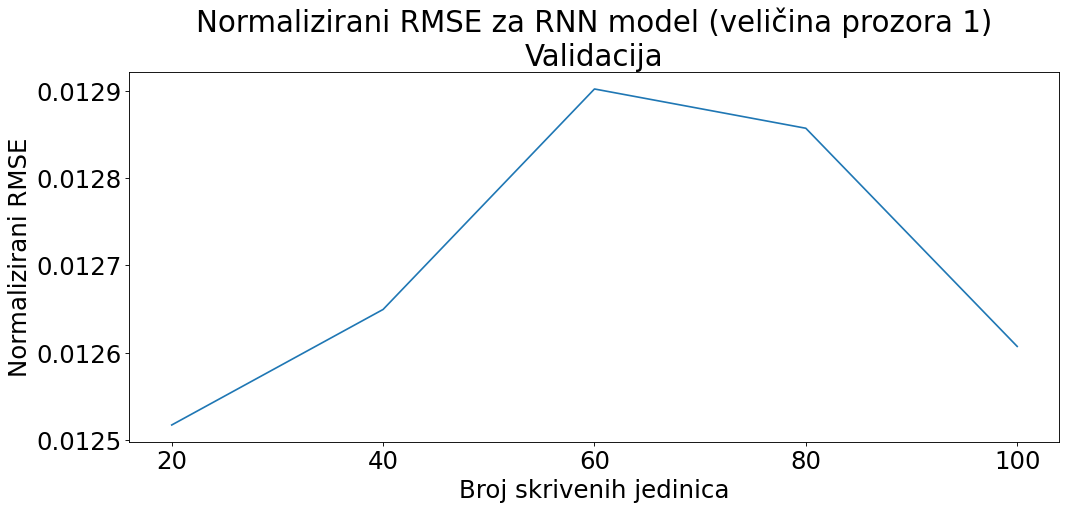 Normalizirani RMSE za RNN model (veličina prozora 1)
Validacija
Normalizirani RMSE
0.0129
0.0128
0.0127
0.0126
0.0125
20 40 60 80 100
Broj skrivenih jedinica